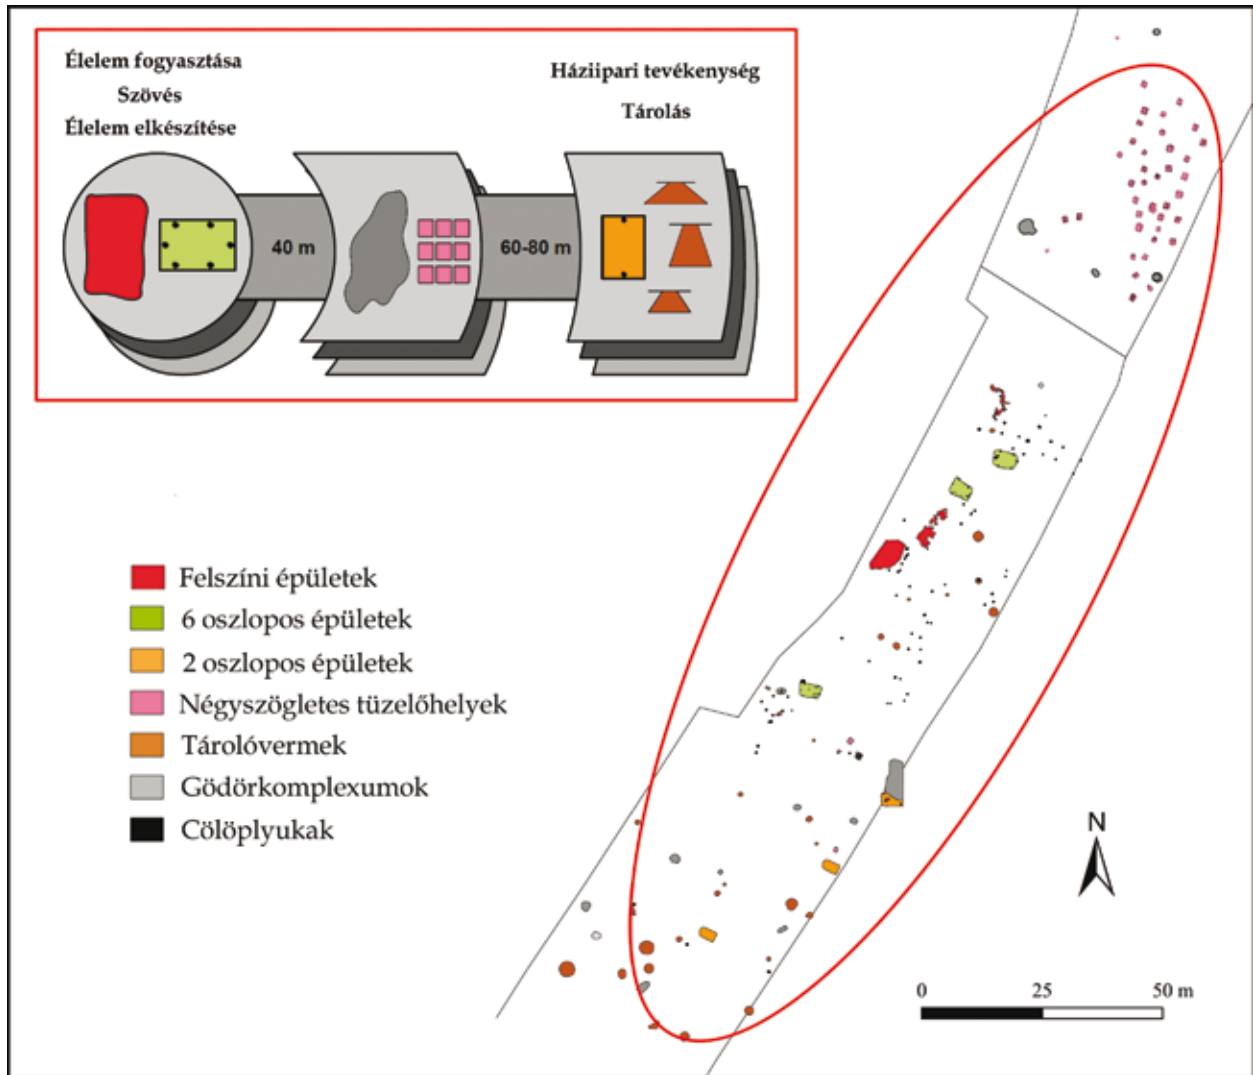 Élelem fogyasztása
Szövés
Élelem elkészítése
Háziipari tevékenység
Tárolás
40 m
60-80 m
Felszíni épületek
6 oszlopos épületek
2 oszlopos épületek
Négyszögletes tüzelőhelyek
Tárolóvermek
Gödörkomplexumok
Cölöplyukak
N
0 25 50 m